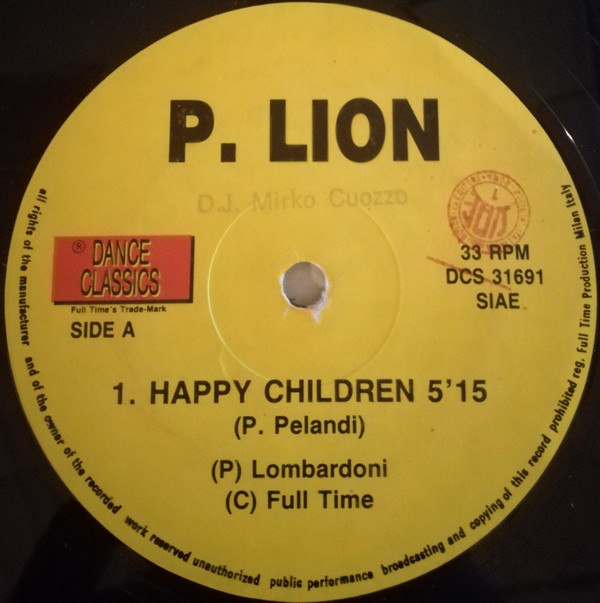 P. LION
D.J. Mirko Cuozzo
® DANCE
CLASSICS
Full Time's Trade-Mark
SIDE A
33 RPM
DCS 31691
SIAE
1. HAPPY CHILDREN 5'15
(P. Pelandi)
(P) Lombardoni
(C) Full Time
all rights of the manufacturer and of the owner of the recorded work reserved unauthorized public performance broadcasting and copying of this record prohibited reg. Full Time Production Milan Italy